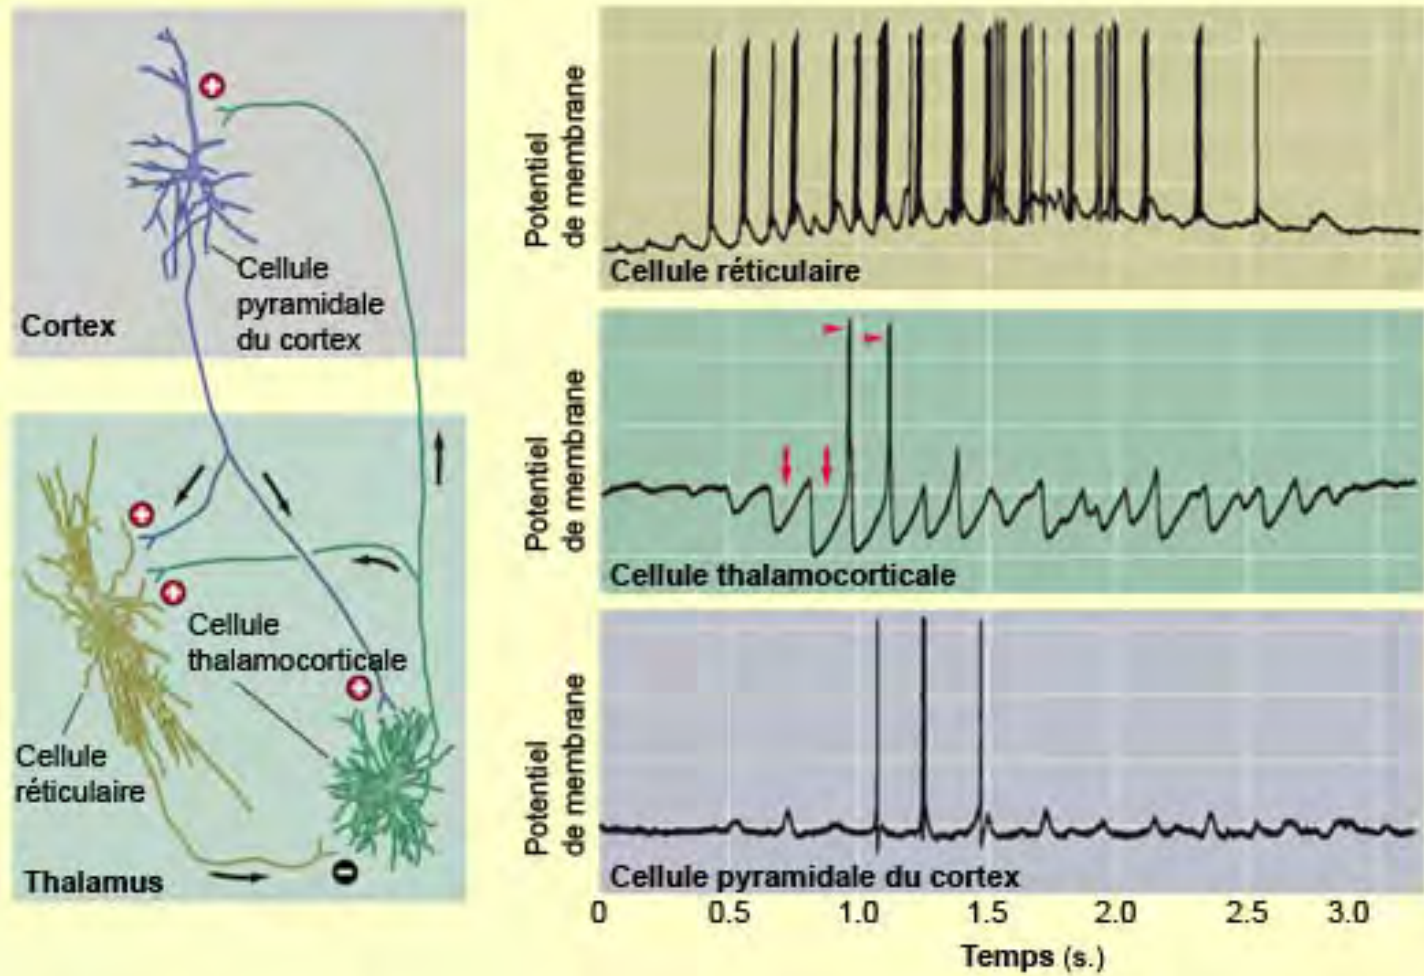 Cellule
pyramidale
du cortex
Cortex
Cellule
thalamocorticale
Cellule
réticulaire
Thalamus
Potentiel
de membrane
Cellule réticulaire
Potentiel
de membrane
Cellule thalamocorticale
Potentiel
de membrane
Cellule pyramidale du cortex
0 0.5 1.0 1.5 2.0 2.5 3.0
Temps (s.)